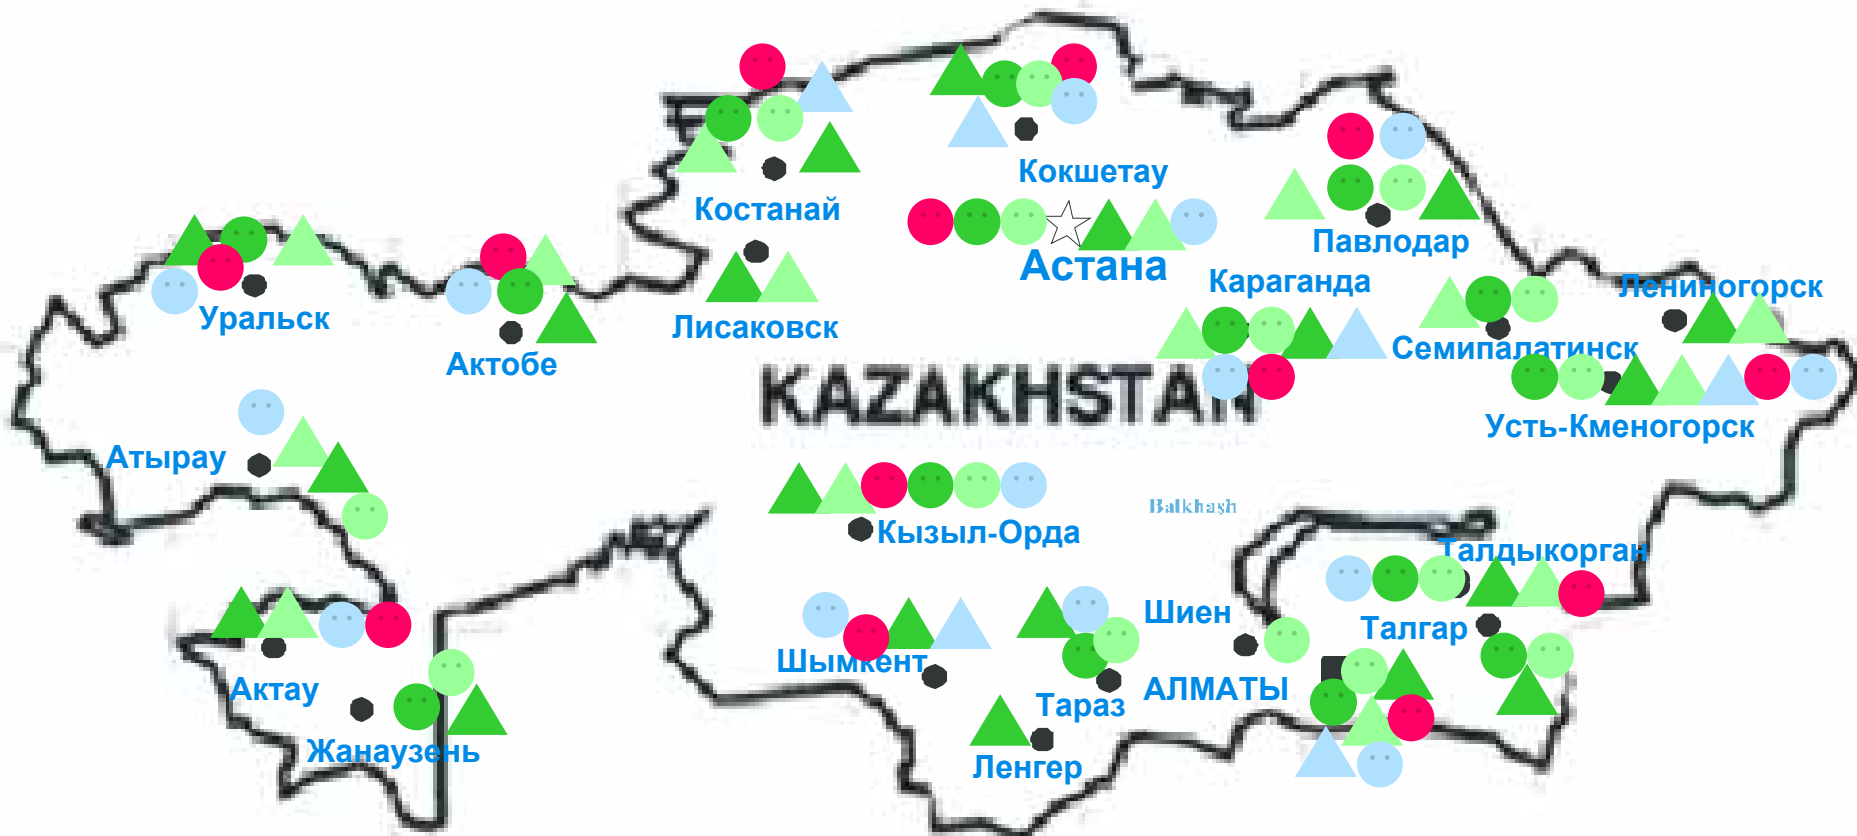 Кокшетау
Костанай
Павлодар
Астана
Караганда
Лениногорск
Уральск
Лисаковск
Семипалатинск
Актобе
KAZAKHSTAN
Усть-Кменогорск
Атырау
Balkhash
Кызыл-Орда
Талдыкорган
Шиен
Талгар
Шымкент
Актау
АЛМАТЫ
Тараз
Жанаузень
Ленгер